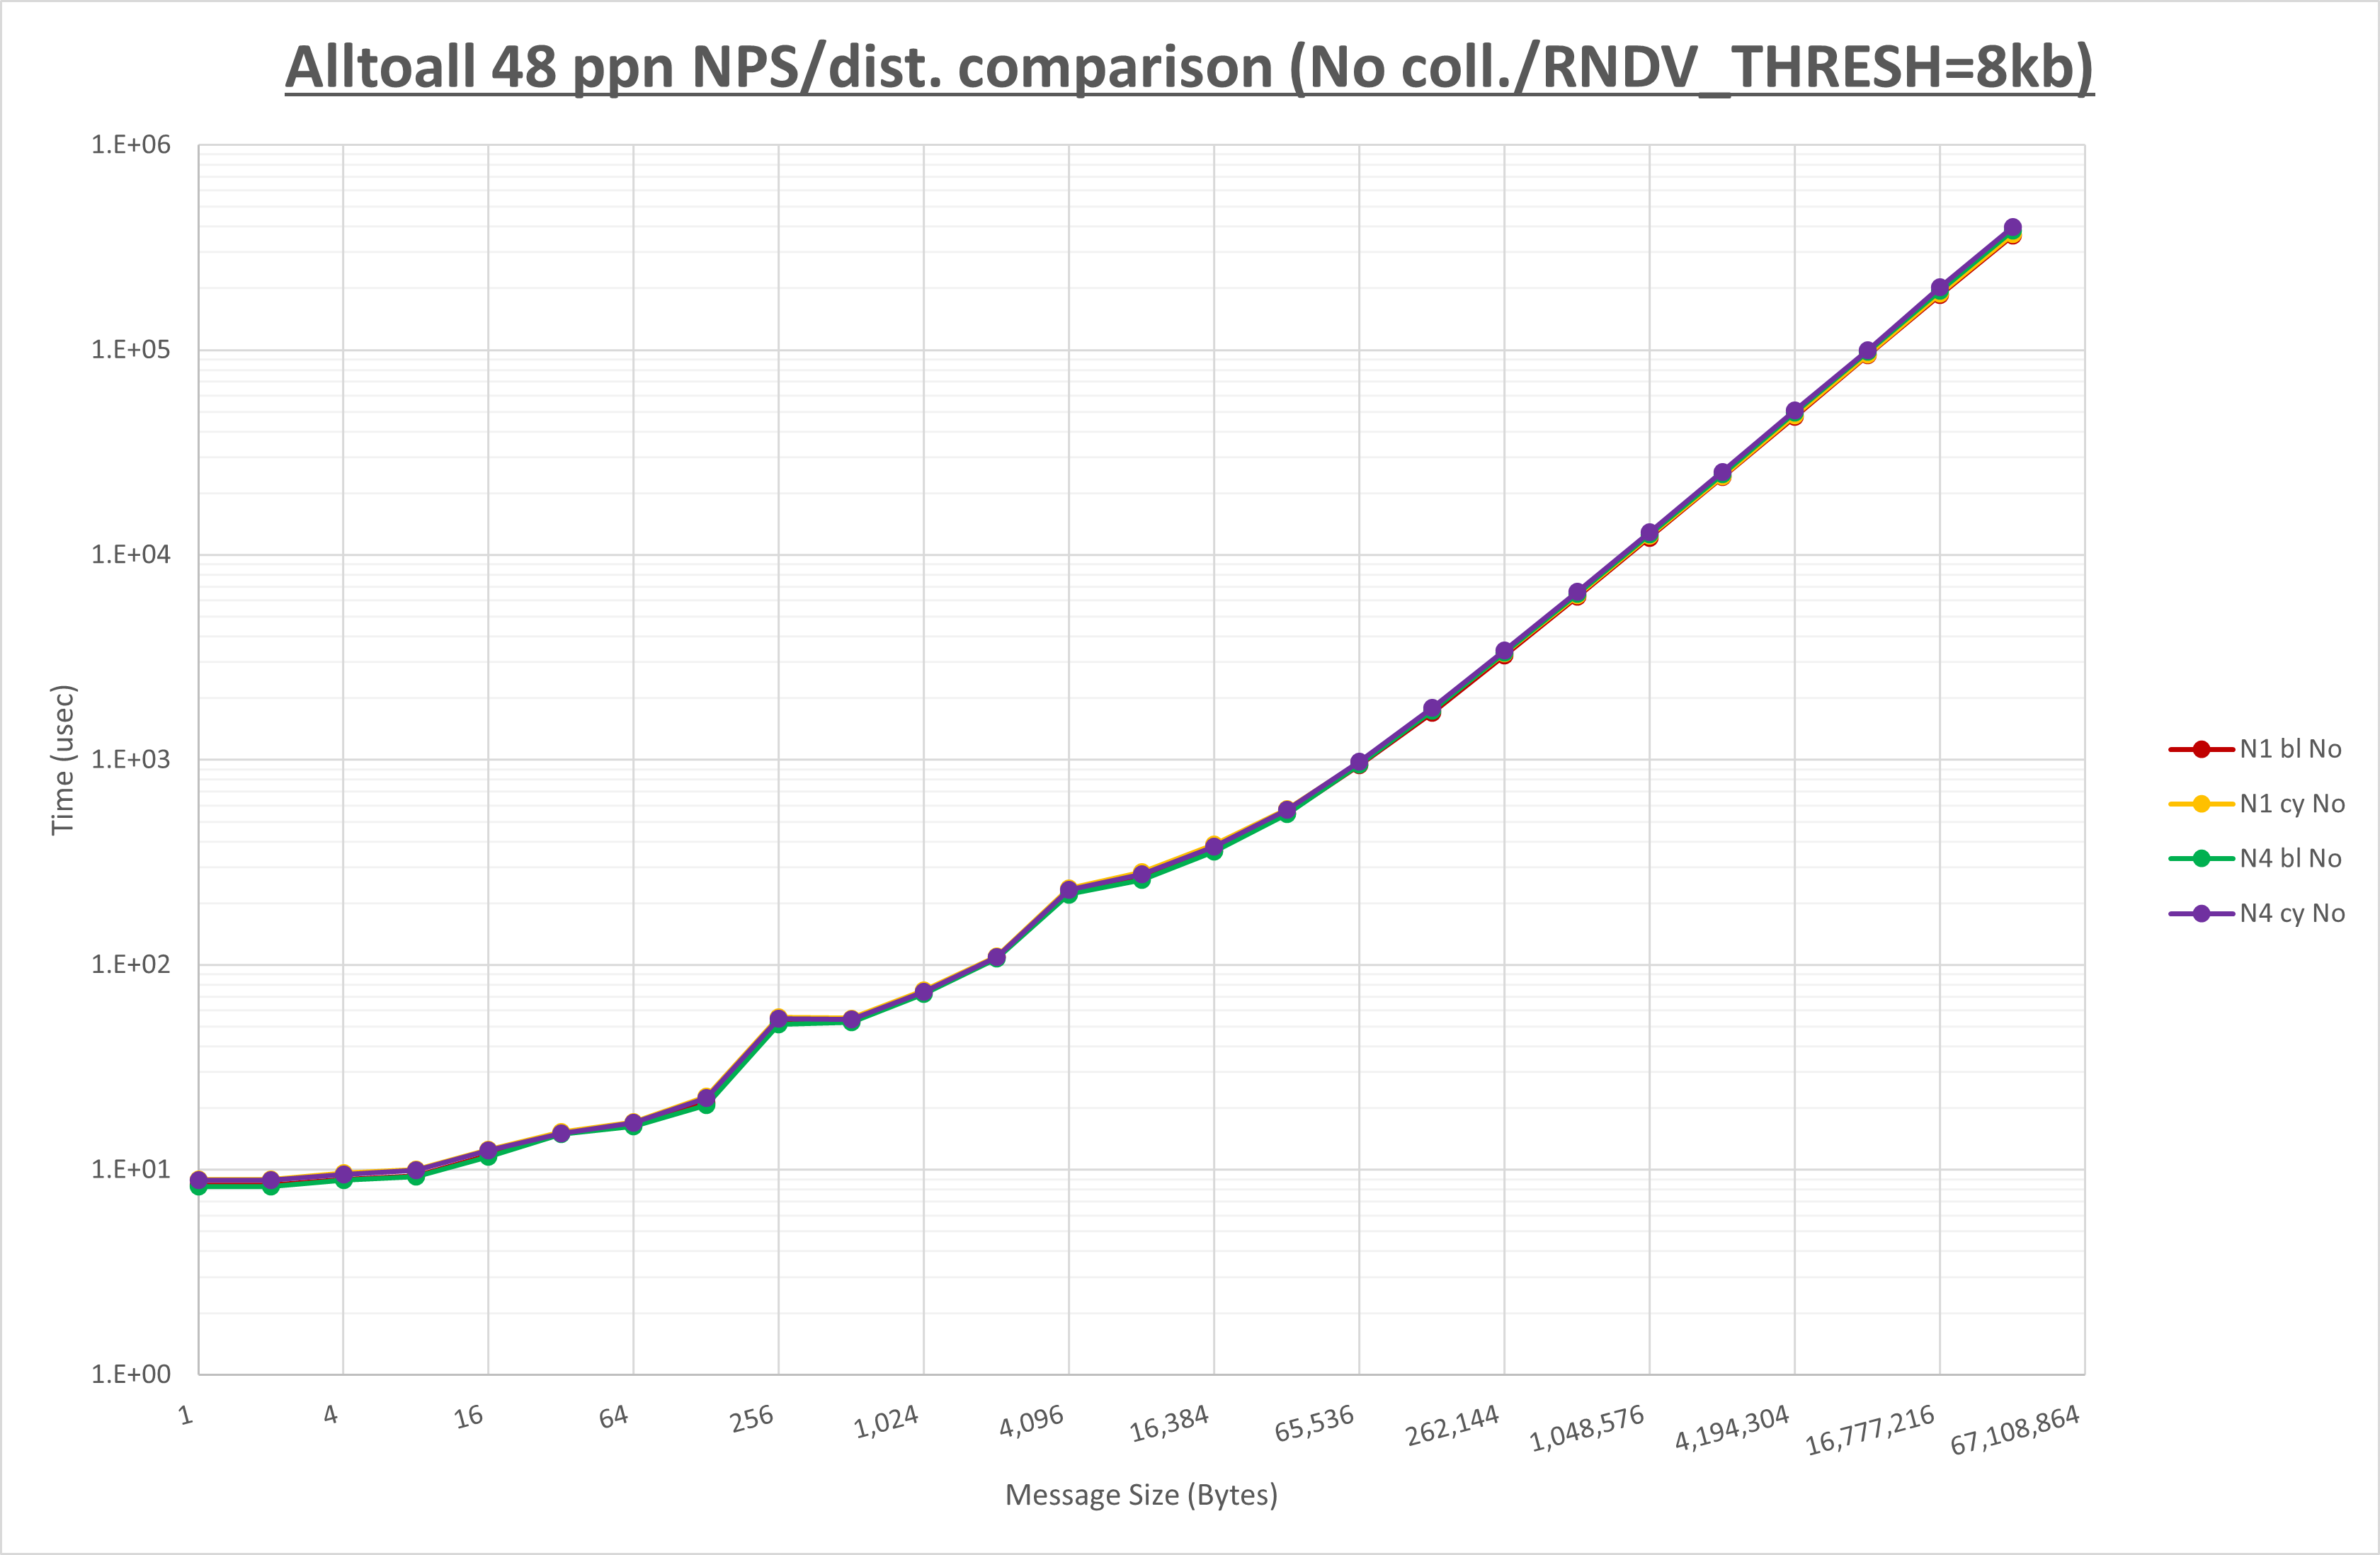 Alltoall 48 ppn NPS/dist. comparison (No coll./RNDV_THRESH=8kb)
1.E+06
1.E+05
1.E+04
1.E+03
1.E+02
1.E+01
1.E+00
Time (usec)
N1 bl No
N1 cy No
N4 bl No
N4 cy No
1 4 16 64 256 1,024 4,096 16,384 65,536 262,144 1,048,576 4,194,304 16,777,216 67,108,864
Message Size (Bytes)